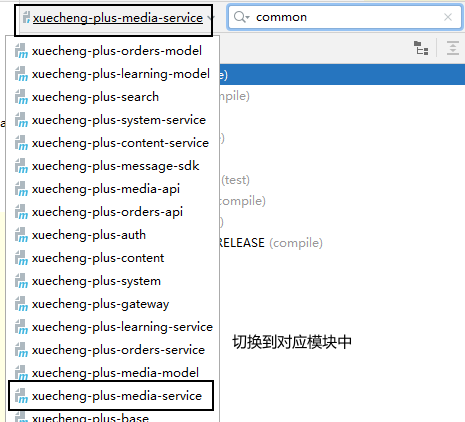 xuecheng-plus-media-service
common
xuecheng-plus-orders-model
xuecheng-plus-learning-model
xuecheng-plus-search
(compile)
xuecheng-plus-system-service
xuecheng-plus-content-service
xuecheng-plus-message-sdk
xuecheng-plus-media-api
(test)
xuecheng-plus-orders-api
compile)
xuecheng-plus-auth
xuecheng-plus-content
RELEASE (compile)
xuecheng-plus-system
xuecheng-plus-gateway
xuecheng-plus-learning-service
xuecheng-plus-orders-service
切换到对应模块中
xuecheng-plus-media-model
xuecheng-plus-media-service
xuecheng-plus-base